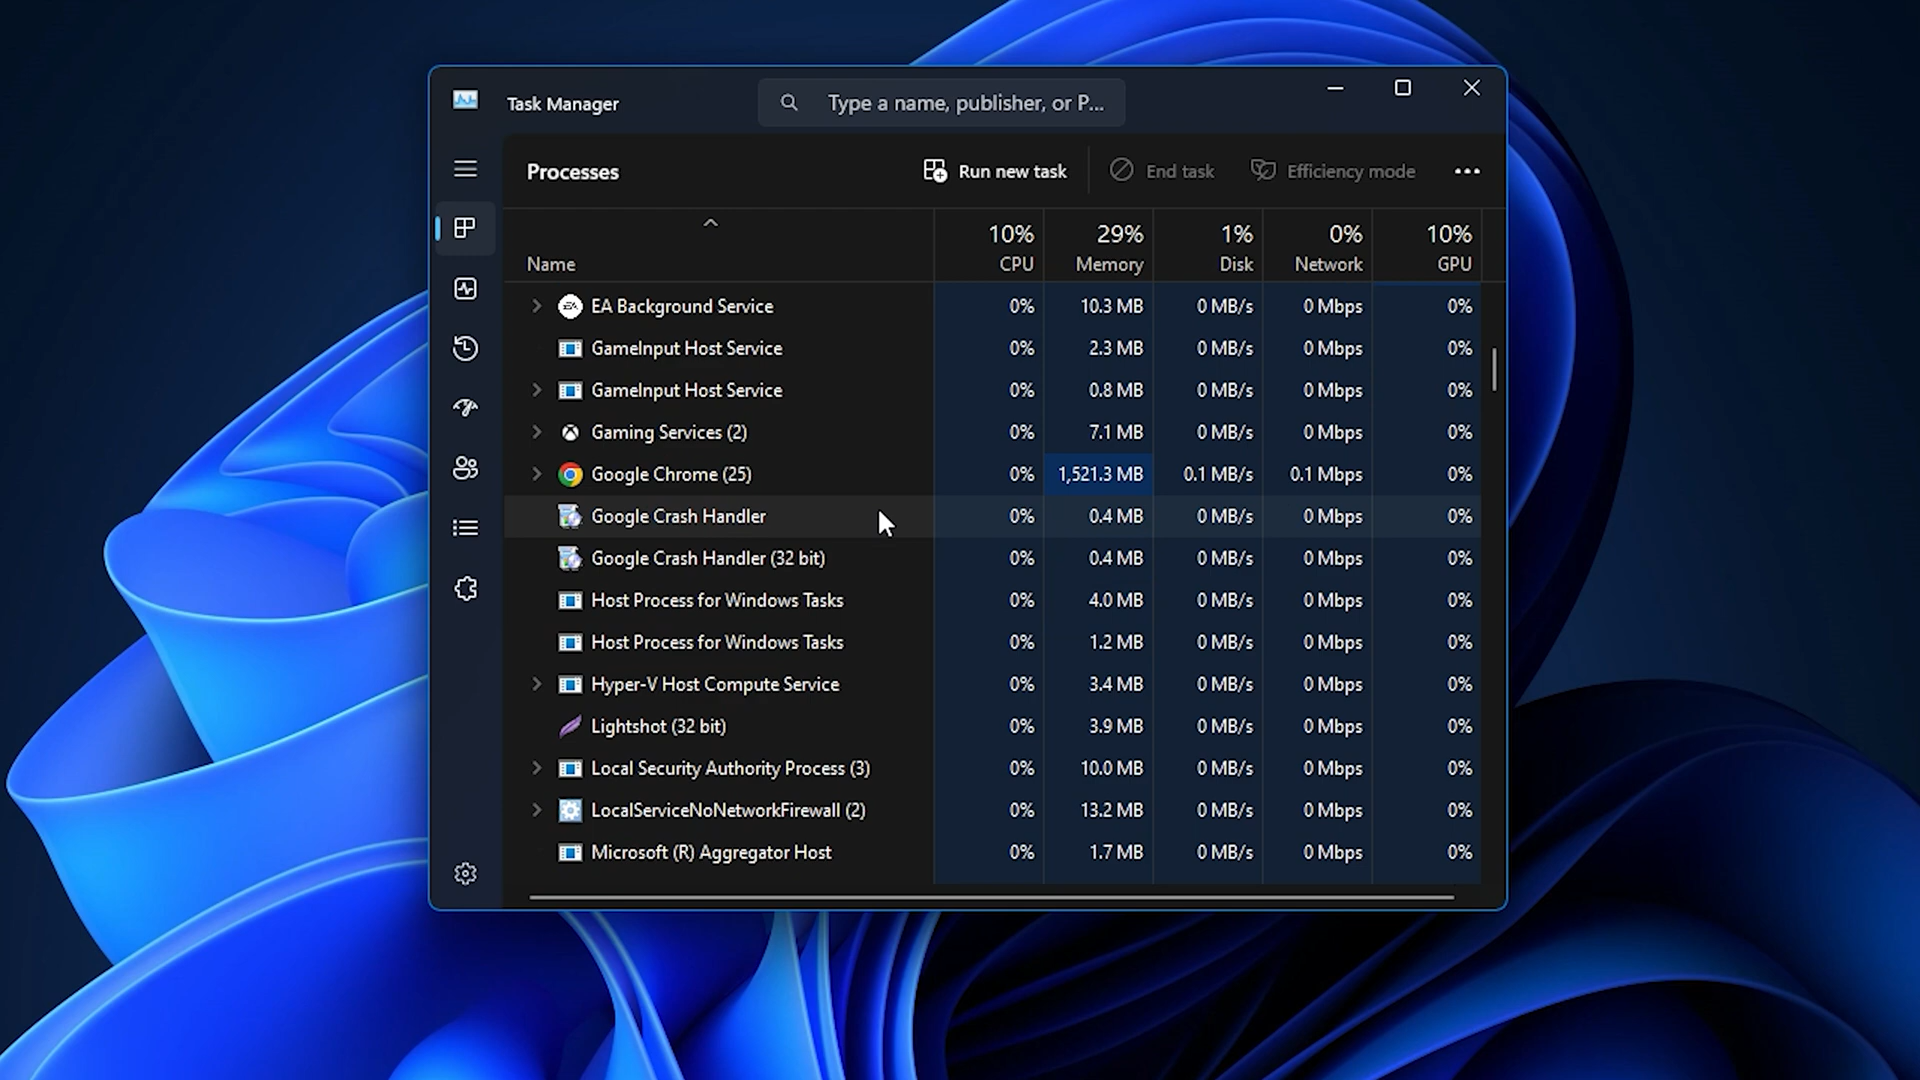 Task Manager
Type a name, publisher, or P...
Processes
Run new task
End task
Efficiency mode
10% 29% 1% 0% 10%
Name CPU Memory Disk Network GPU
EA Background Service 0% 10.3 MB 0 MB/s 0 Mbps 0%
GameInput Host Service 0% 2.3 MB 0 MB/s 0 Mbps 0%
GameInput Host Service 0% 0.8 MB 0 MB/s 0 Mbps 0%
Gaming Services (2) 0% 7.1 MB 0 MB/s 0 Mbps 0%
Google Chrome (25) 0% 1,521.3 MB 0.1 MB/s 0.1 Mbps 0%
Google Crash Handler 0% 0.4 MB 0 MB/s 0 Mbps 0%
Google Crash Handler (32 bit) 0% 0.4 MB 0 MB/s 0 Mbps 0%
Host Process for Windows Tasks 0% 4.0 MB 0 MB/s 0 Mbps 0%
Host Process for Windows Tasks 0% 1.2 MB 0 MB/s 0 Mbps 0%
Hyper-V Host Compute Service 0% 3.4 MB 0 MB/s 0 Mbps 0%
Lightshot (32 bit) 0% 3.9 MB 0 MB/s 0 Mbps 0%
Local Security Authority Process (3) 0% 10.0 MB 0 MB/s 0 Mbps 0%
LocalServiceNoNetworkFirewall (2) 0% 13.2 MB 0 MB/s 0 Mbps 0%
Microsoft (R) Aggregator Host 0% 1.7 MB 0 MB/s 0 Mbps 0%